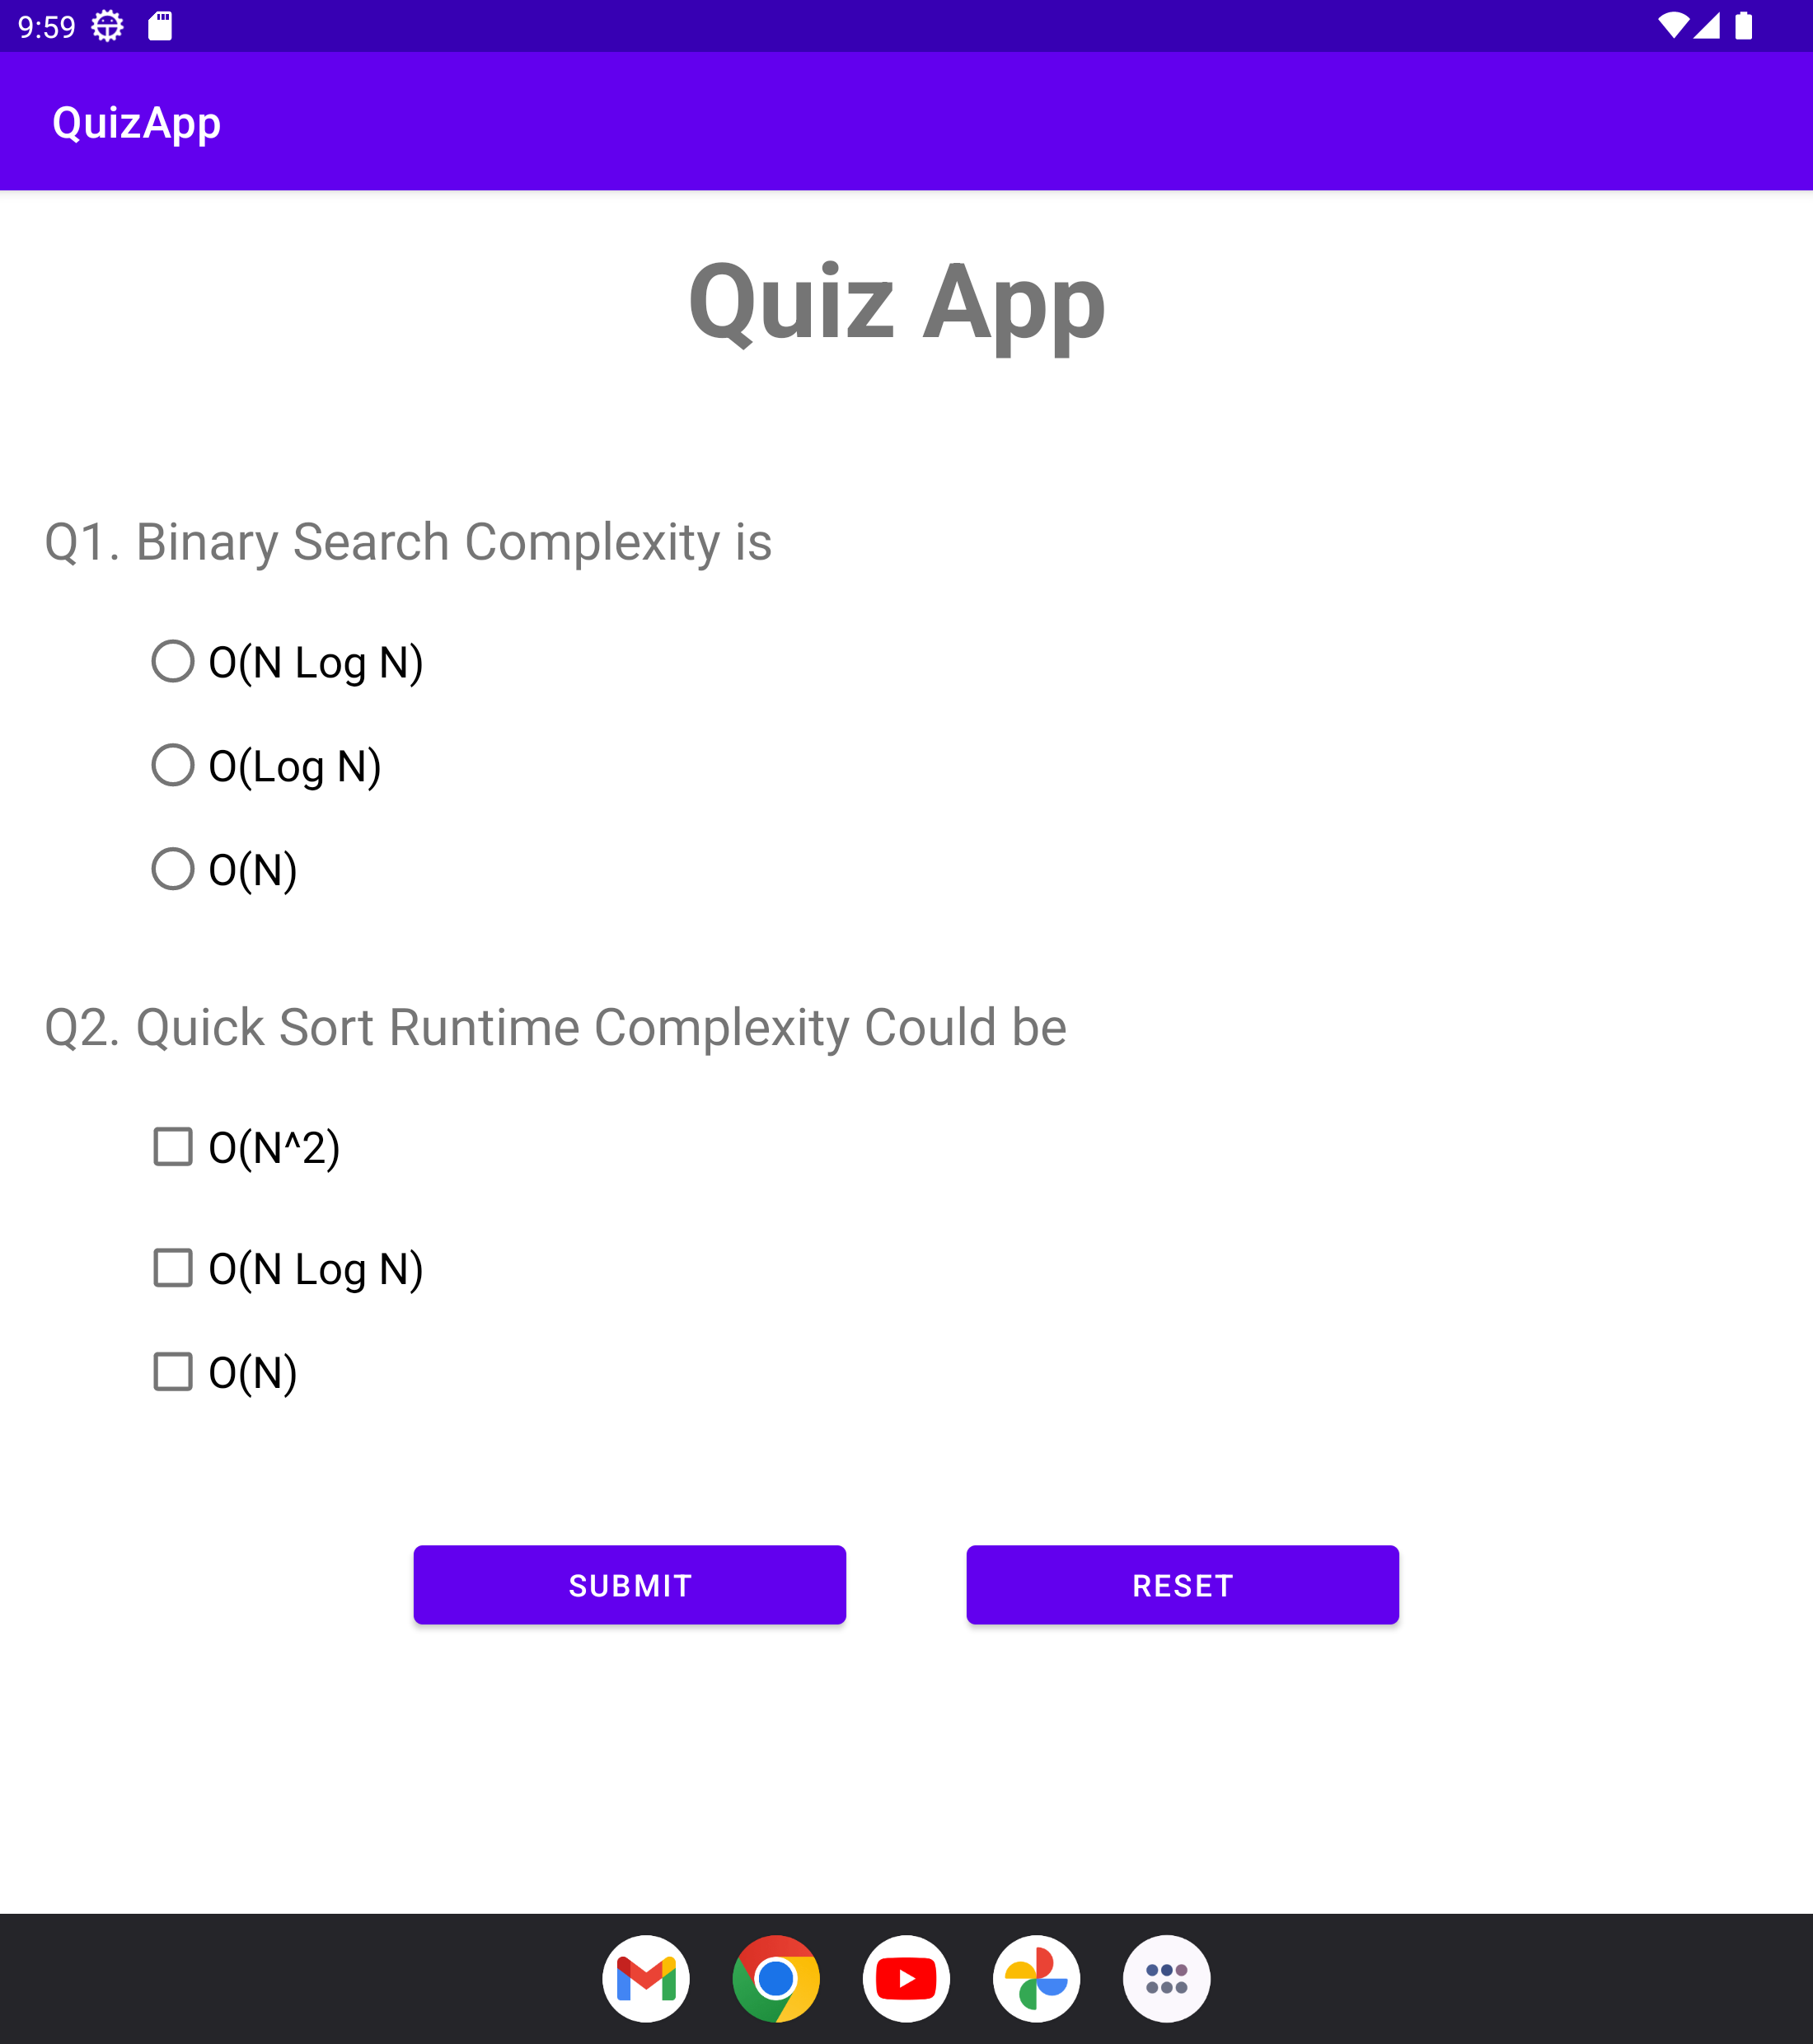 9:59
QuizApp
Quiz App
Q1. Binary Search Complexity is
O(N Log N)
O(Log N)
O(N)
Q2. Quick Sort Runtime Complexity Could be
O(N^2)
O(N Log N)
O(N)
SUBMIT
RESET